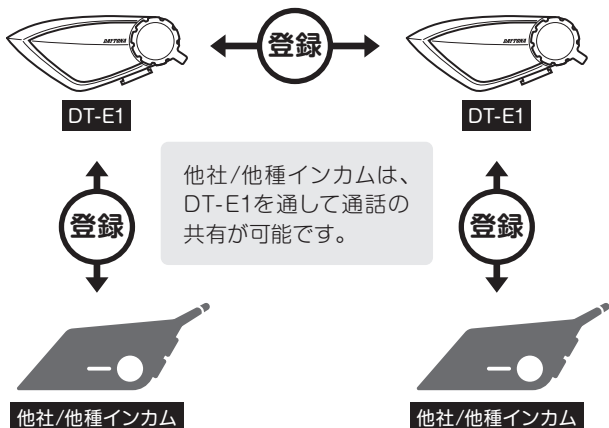 DAYTONA
登録
DAYTONA
DT-E1
DT-E1
他社/他種インカムは、
DT-E1を通して通話の
共有が可能です。
登録
登録
他社/他種インカム
他社/他種インカム